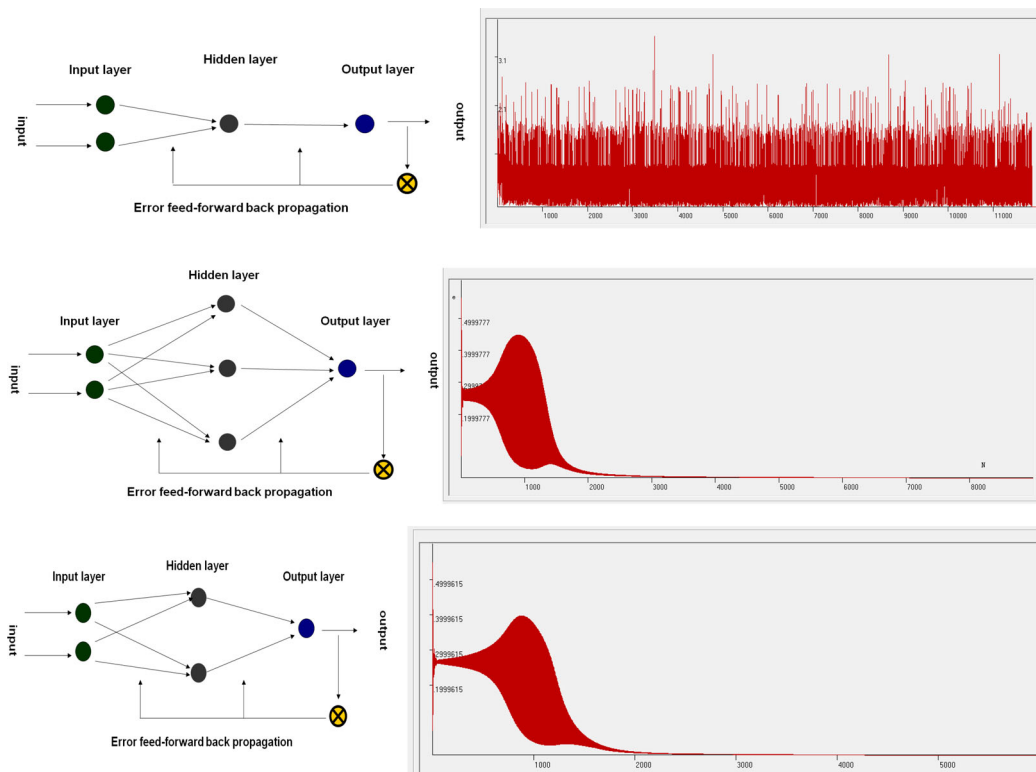 Hidden layer
Input layer
Output layer
input
output
Error feed-forward back propagation
3.1
2.1
1000 2000 3000 4000 5000 6000 7000 8000 9000 10000 11000
Hidden layer
Input layer
Output layer
input
output
Error feed-forward back propagation
e
4999777
3999777
2999777
1999777
N
1000 2000 3000 4000 5000 6000 7000 8000
Hidden layer
Input layer
Output layer
input
output
Error feed-forward back propagation
4999615
3999615
2999615
1999615
1000 2000 3000 4000 5000